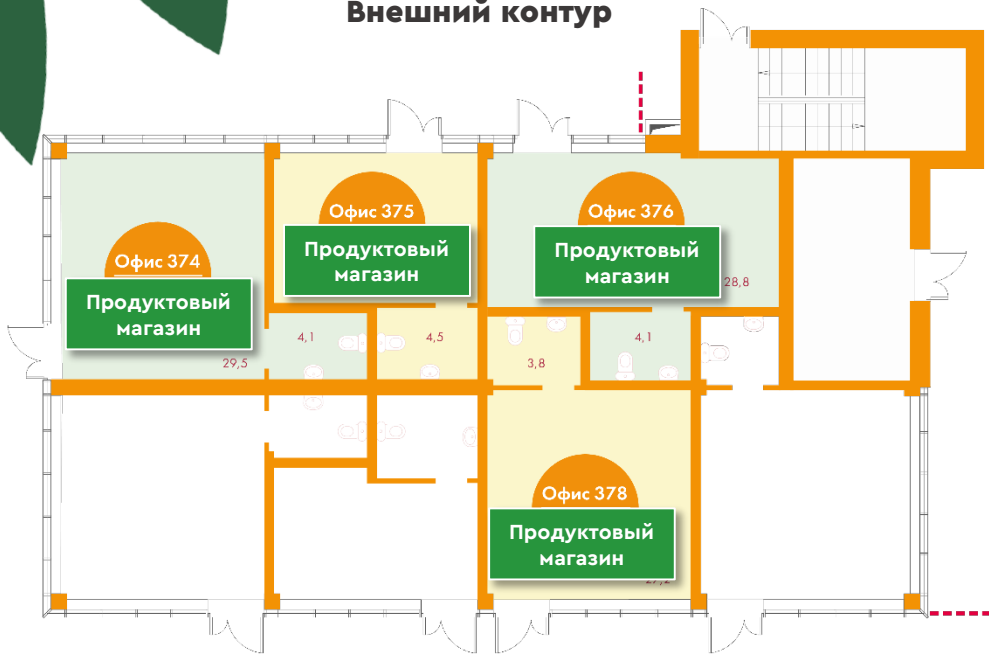 Внешний контур
Офис 375
Офис 376
Продуктовый
магазин
Продуктовый
магазин
Офис 374
28,8
Продуктовый
магазин
4,1
4,5
4,1
29,5
3,8
Офис 378
Продуктовый
магазин